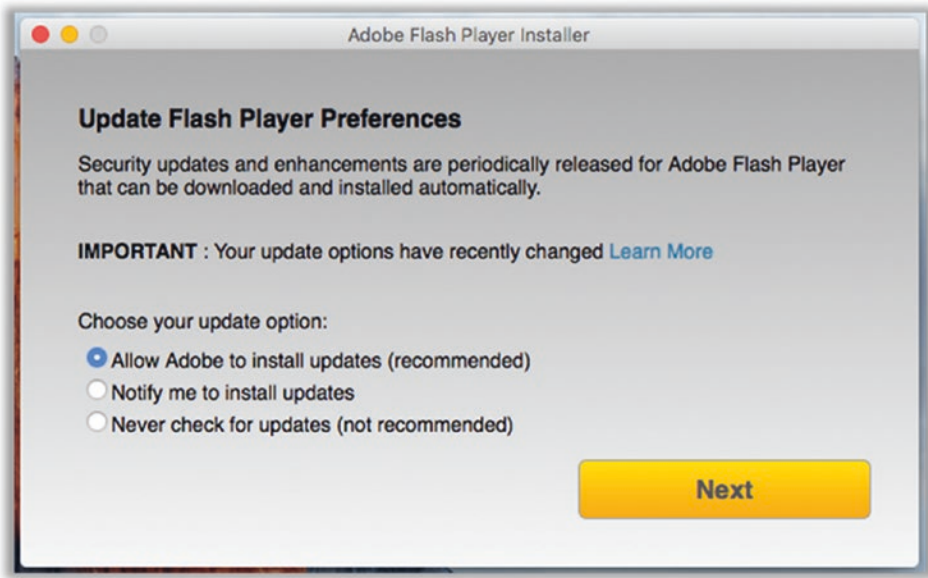 Adobe Flash Player Installer
Update Flash Player Preferences
Security updates and enhancements are periodically released for Adobe Flash Player
that can be downloaded and installed automatically.
IMPORTANT : Your update options have recently changed Learn More
Choose your update option:
Allow Adobe to install updates (recommended)
Notify me to install updates
Never check for updates (not recommended)
Next